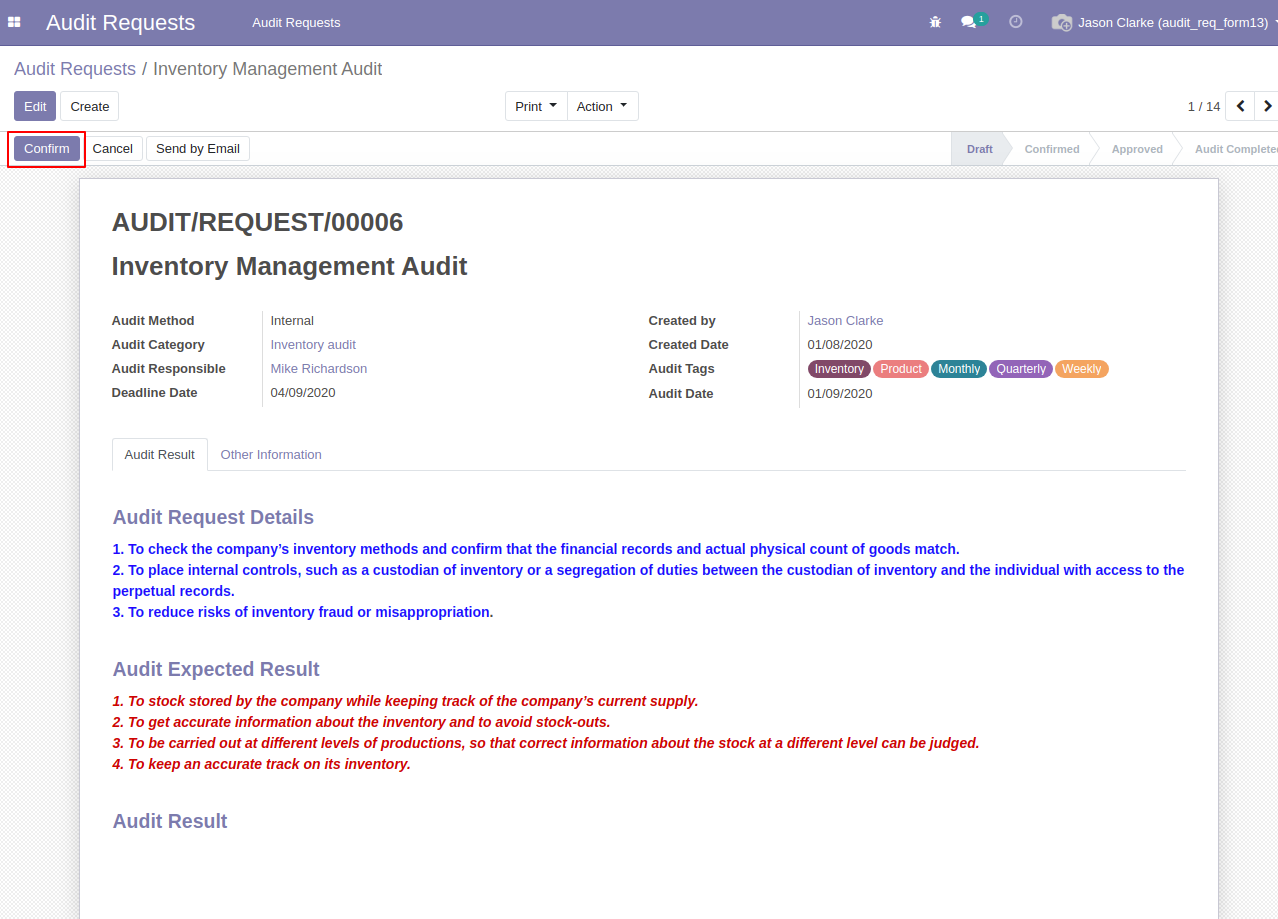 Audit Requests Audit Requests 1 Jason Clarke (audit_req_form13)
Audit Requests / Inventory Management Audit
Edit Create Print Action 1 / 14
Confirm Cancel Send by Email Draft Confirmed Approved Audit Completed
AUDIT/REQUEST/00006
Inventory Management Audit
Audit Method Internal Created by Jason Clarke
Audit Category Inventory audit Created Date 01/08/2020
Audit Responsible Mike Richardson Audit Tags Inventory Product Monthly Quarterly Weekly
Deadline Date 04/09/2020 Audit Date 01/09/2020
Audit Result Other Information
Audit Request Details
1. To check the company’s inventory methods and confirm that the financial records and actual physical count of goods match.
2. To place internal controls, such as a custodian of inventory or a segregation of duties between the custodian of inventory and the individual with access to the
perpetual records.
3. To reduce risks of inventory fraud or misappropriation.
Audit Expected Result
1. To stock stored by the company while keeping track of the company’s current supply.
2. To get accurate information about the inventory and to avoid stock-outs.
3. To be carried out at different levels of productions, so that correct information about the stock at a different level can be judged.
4. To keep an accurate track on its inventory.
Audit Result